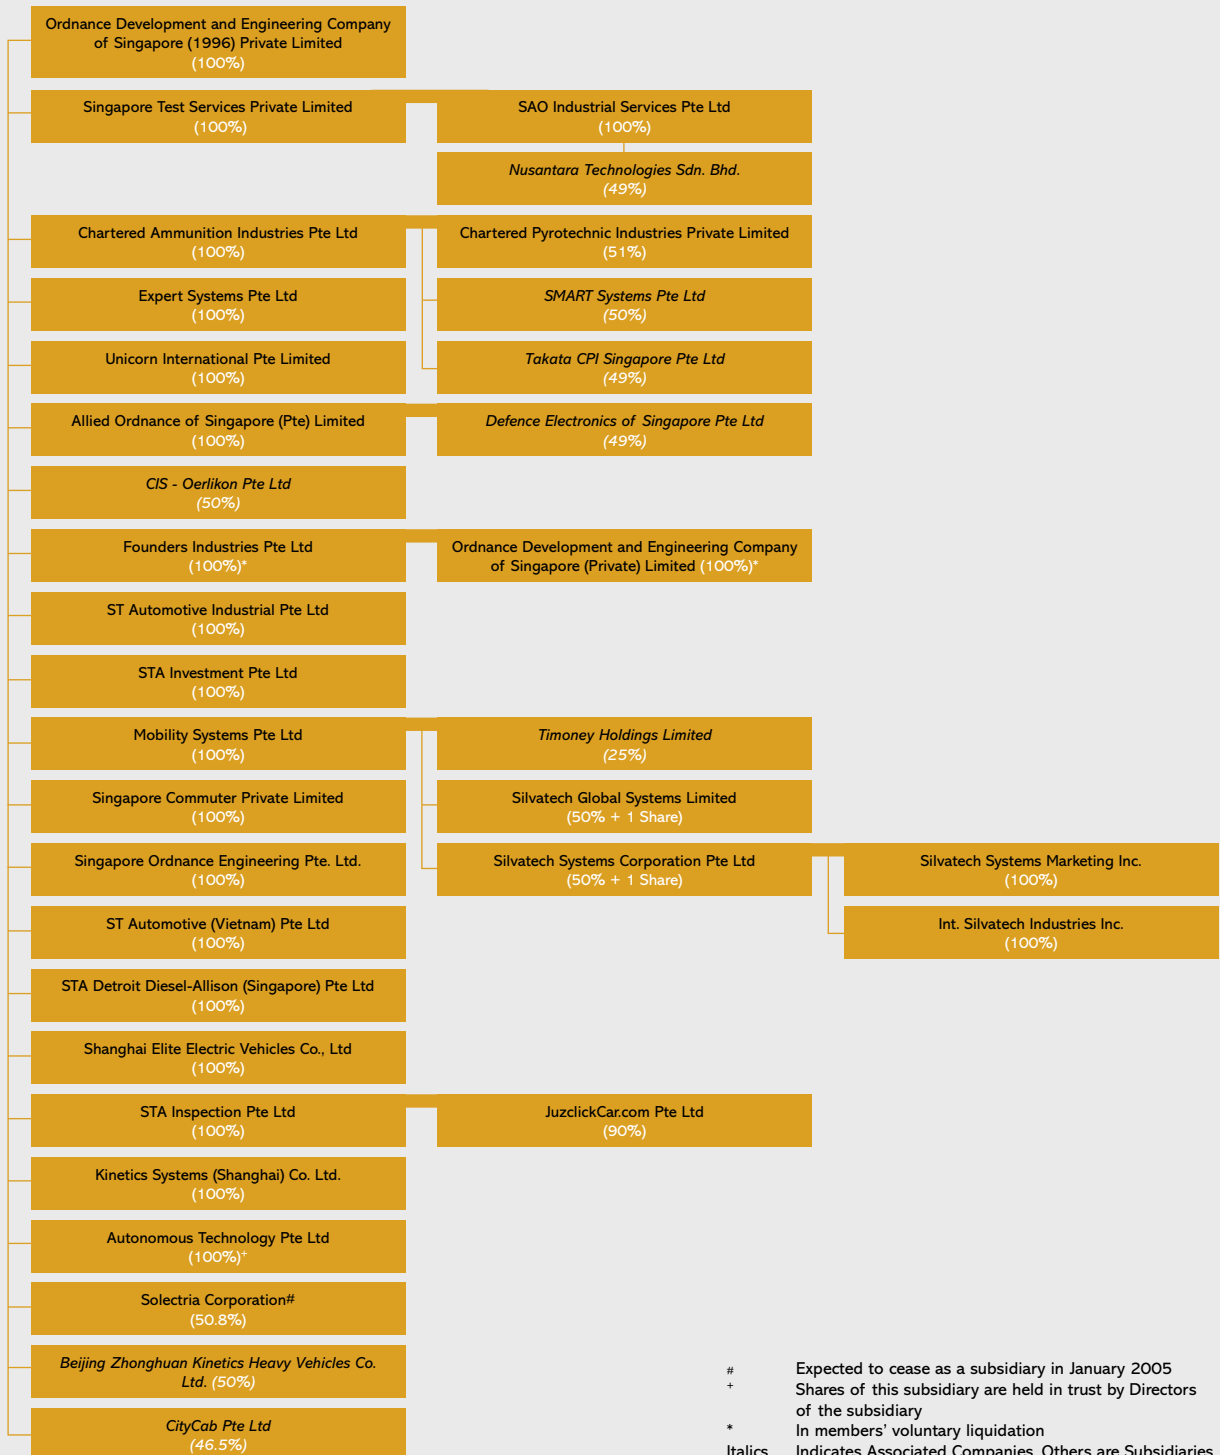 Ordnance Development and Engineering Company
of Singapore (1996) Private Limited
(100%)
Singapore Test Services Private Limited
(100%)
SAO Industrial Services Pte Ltd
(100%)
Nusantara Technologies Sdn. Bhd.
(49%)
Chartered Ammunition Industries Pte Ltd
(100%)
Chartered Pyrotechnic Industries Private Limited
(51%)
Expert Systems Pte Ltd
(100%)
SMART Systems Pte Ltd
(50%)
Unicorn International Pte Limited
(100%)
Takata CPI Singapore Pte Ltd
(49%)
Allied Ordnance of Singapore (Pte) Limited
(100%)
Defence Electronics of Singapore Pte Ltd
(49%)
CIS - Oerlikon Pte Ltd
(50%)
Founders Industries Pte Ltd
(100%)*
Ordnance Development and Engineering Company
of Singapore (Private) Limited (100%)*
ST Automotive Industrial Pte Ltd
(100%)
STA Investment Pte Ltd
(100%)
Mobility Systems Pte Ltd
(100%)
Timoney Holdings Limited
(25%)
Singapore Commuter Private Limited
(100%)
Silvatech Global Systems Limited
(50% + 1 Share)
Singapore Ordnance Engineering Pte. Ltd.
(100%)
Silvatech Systems Corporation Pte Ltd
(50% + 1 Share)
Silvatech Systems Marketing Inc.
(100%)
ST Automotive (Vietnam) Pte Ltd
(100%)
Int. Silvatech Industries Inc.
(100%)
STA Detroit Diesel-Allison (Singapore) Pte Ltd
(100%)
Shanghai Elite Electric Vehicles Co., Ltd
(100%)
STA Inspection Pte Ltd
(100%)
JuzclickCar.com Pte Ltd
(90%)
Kinetics Systems (Shanghai) Co. Ltd.
(100%)
Autonomous Technology Pte Ltd
(100%)+
Solectria Corporation#
(50.8%)
Beijing Zhonghuan Kinetics Heavy Vehicles Co.
Ltd. (50%)
CityCab Pte Ltd
(46.5%)
# Expected to cease as a subsidiary in January 2005
+ Shares of this subsidiary are held in trust by Directors
of the subsidiary
* In members' voluntary liquidation
Italics Indicates Associated Companies. Others are Subsidiaries